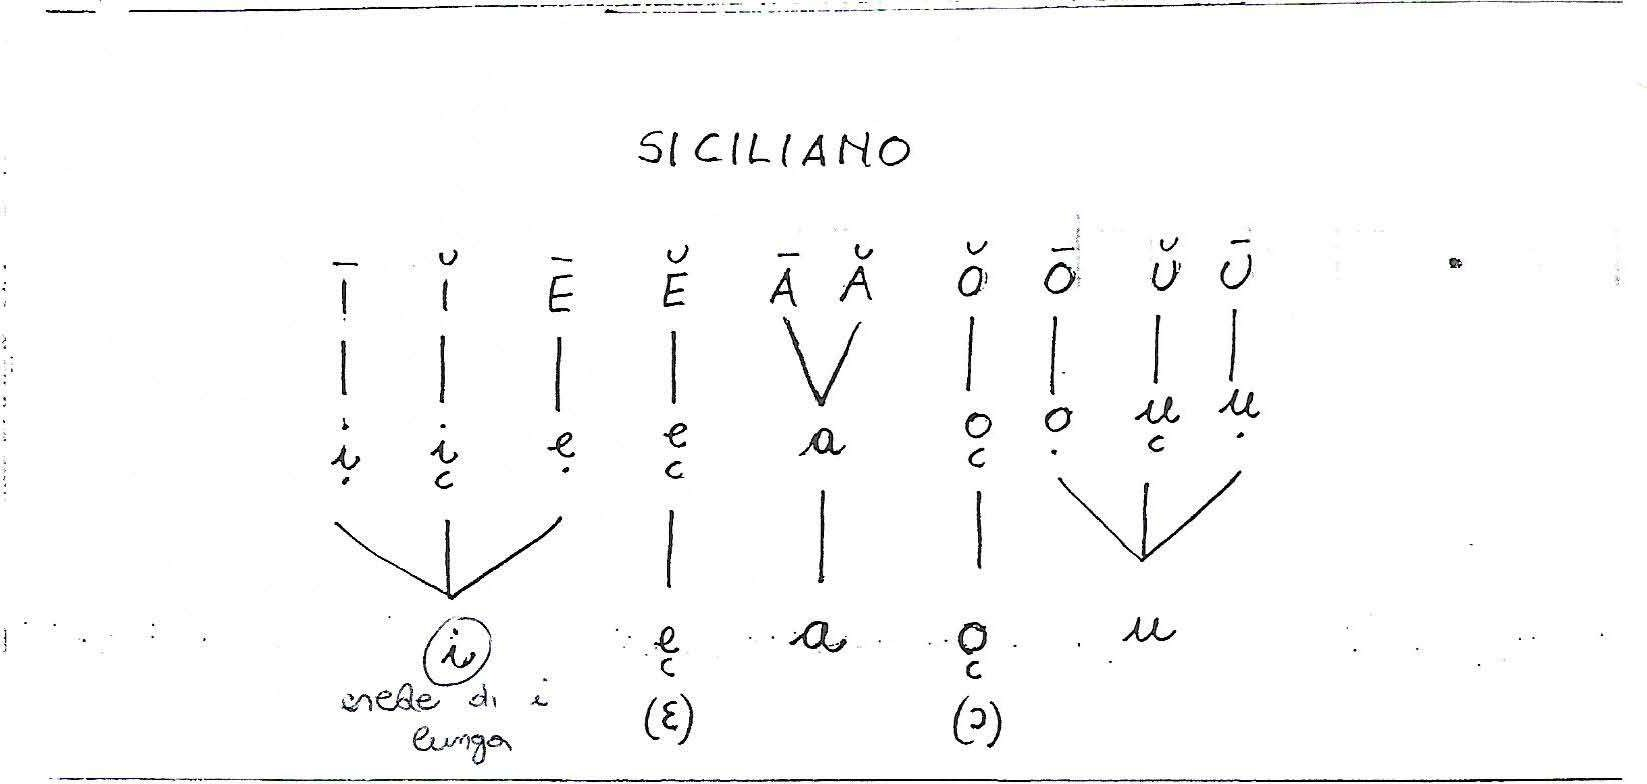 SICILIANO
Ī Ĭ Ē Ĕ Ā Ă Ŏ Ō Ŭ Ū
ị i̜ ẹ e̜ a o̜ ọ u̜ ụ
i e̜ a o̜ u
erede di i (ɛ) (ɔ)
lunga